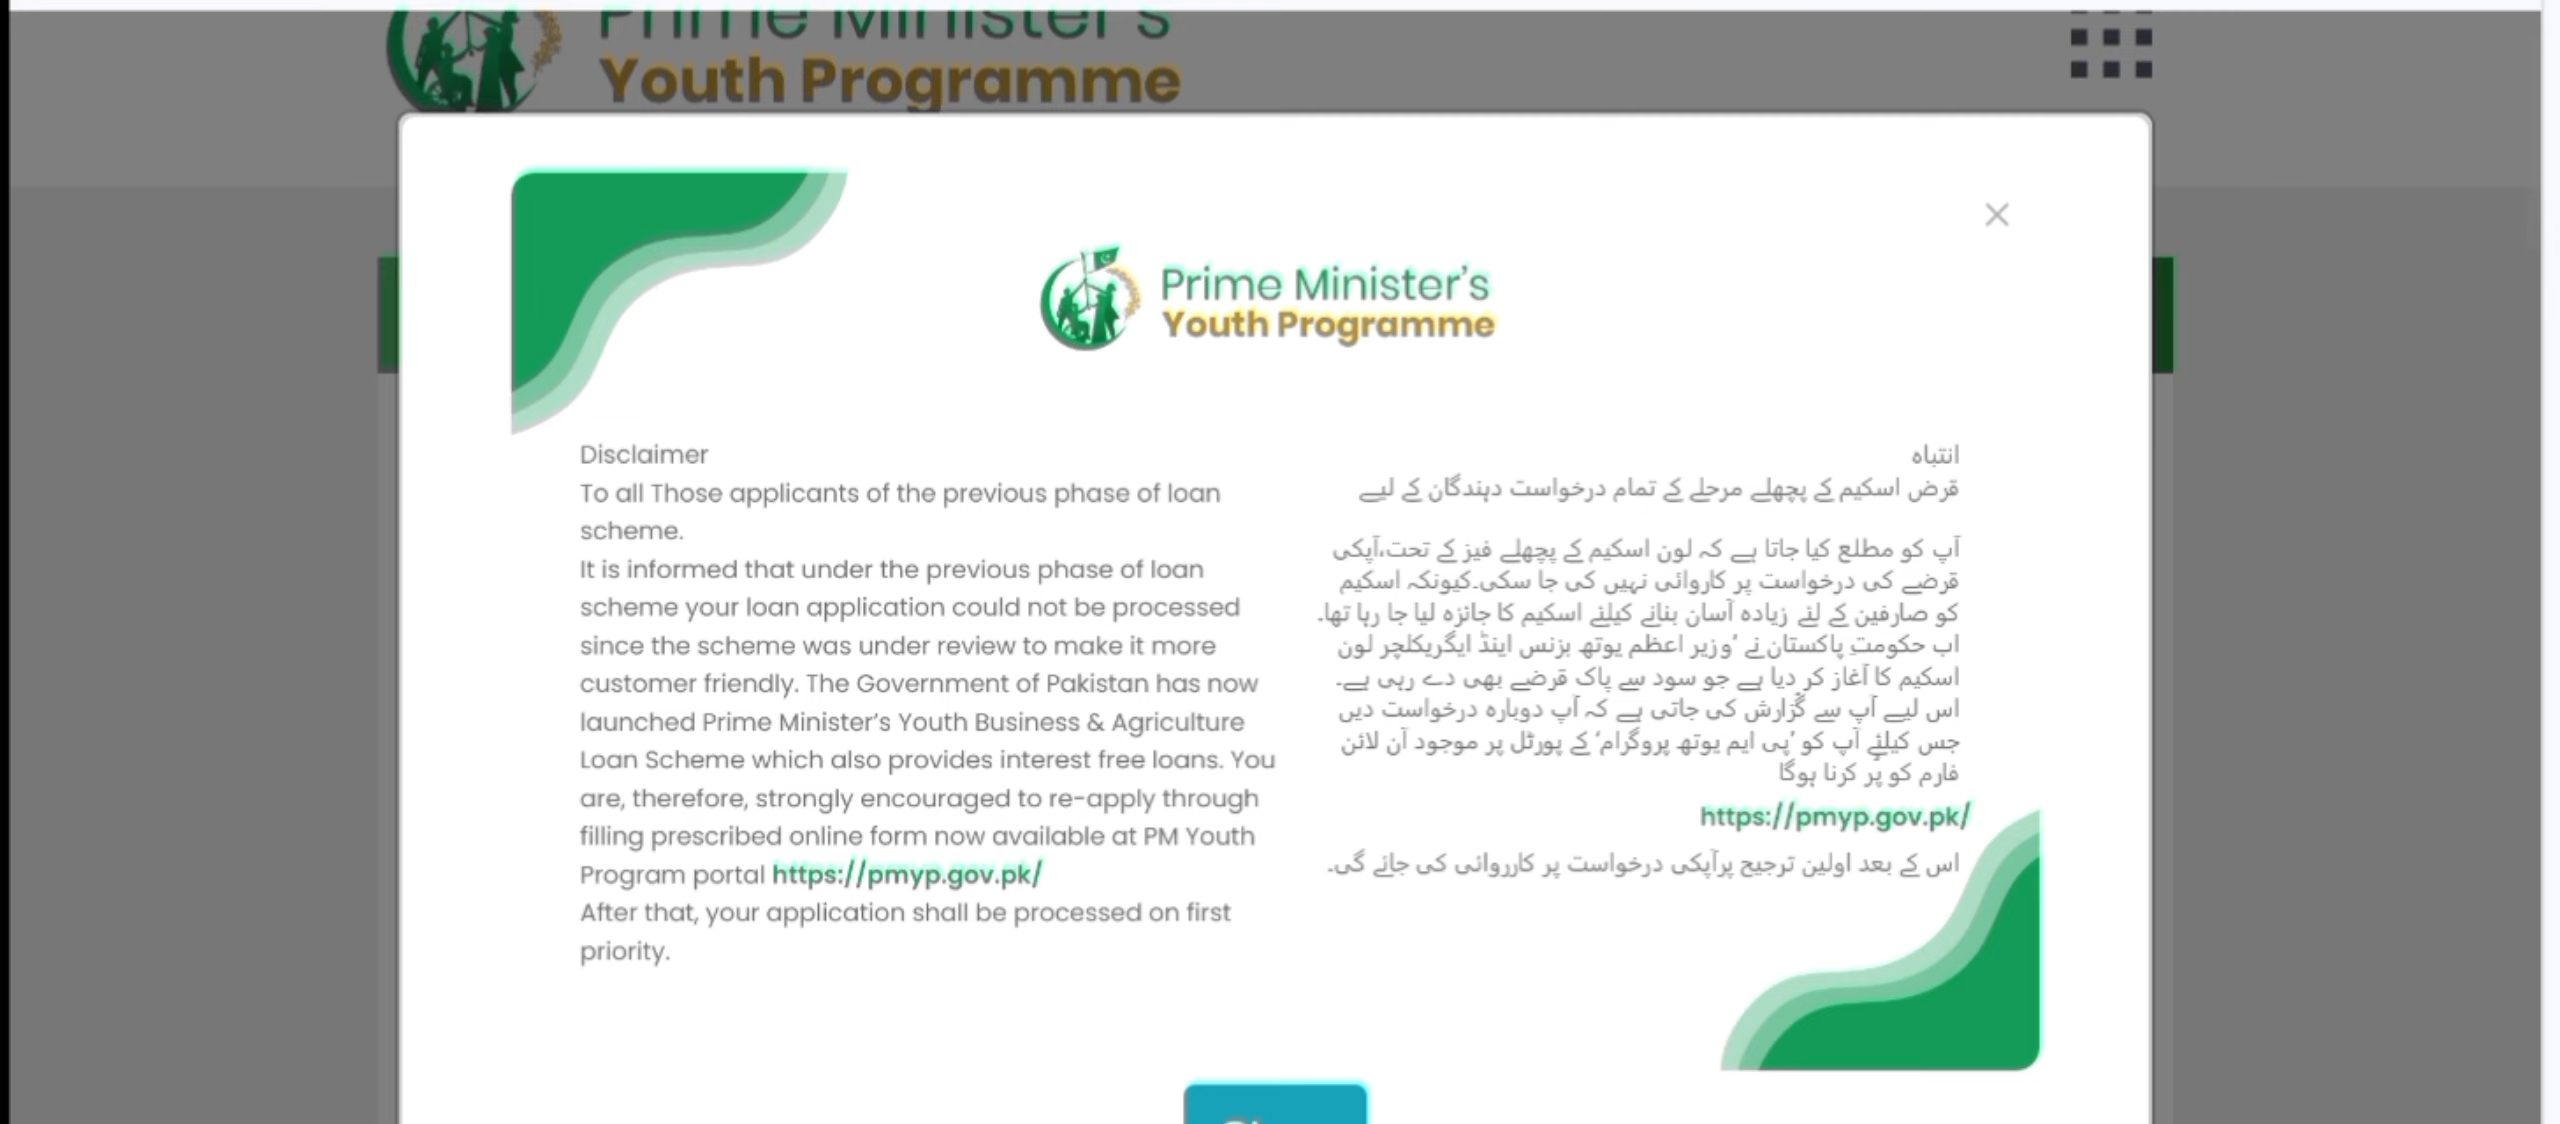 Prime Minister's
Youth Programme
Prime Minister's
Youth Programme
Disclaimer
To all Those applicants of the previous phase of loan
scheme.
It is informed that under the previous phase of loan
scheme your loan application could not be processed
since the scheme was under review to make it more
customer friendly. The Government of Pakistan has now
launched Prime Minister's Youth Business & Agriculture
Loan Scheme which also provides interest free loans. You
are, therefore, strongly encouraged to re-apply through
filling prescribed online form now available at PM Youth
Program portal https://pmyp.gov.pk/
After that, your application shall be processed on first
priority.
انتباہ
قرض اسکیم کے پچھلے مرحلے کے تمام درخواست دہندگان کے لیے
آپ کو مطلع کیا جاتا ہے کہ لون اسکیم کے پچھلے فیز کے تحت،آپکی
قرضے کی درخواست پر کاروائی نہیں کی جا سکی۔کیونکہ اسکیم
کو صارفین کے لئے زیادہ آسان بنانے کیلئے اسکیم کا جائزہ لیا جا رہا تھا۔
اب حکومتِ پاکستان نے ’وزیر اعظم یوتھ بزنس اینڈ ایگریکلچر لون
اسکیم کا آغاز کر دیا ہے جو سود سے پاک قرضے بھی دے رہی ہے۔
اس لیے آپ سے گزارش کی جاتی ہے کہ آپ دوبارہ درخواست دیں
جس کیلئے آپ کو ’پی ایم یوتھ پروگرام‘ کے پورٹل پر موجود آن لائن
فارم کو پُر کرنا ہوگا
https://pmyp.gov.pk/
اس کے بعد اولین ترجیح پرآپکی درخواست پر کارروائی کی جائے گی۔